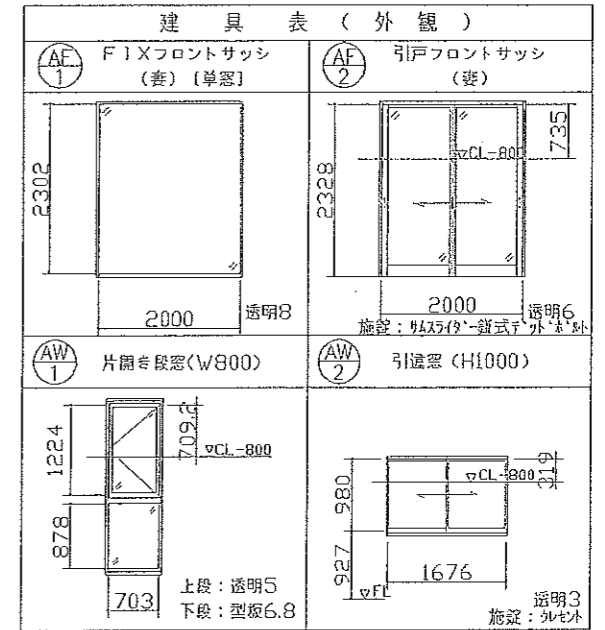 建具表(外観)
AF
1
FIXフロントサッシ
(妻)[単窓]
AF
2
引戸フロントサッシ
(妻)
2302
2000
透明8
735
▽CL-800
2328
2000
透明6
施錠:サムスライダー鎌式デッドボルト
AW
1
片開き段窓(W800)
AW
2
引違窓(H1000)
709.2
▽CL-800
1224
878
703
上段:透明5
下段:型板6.8
319
▽CL-800
980
927
▽FL
1676
透明3
施錠:クレセント